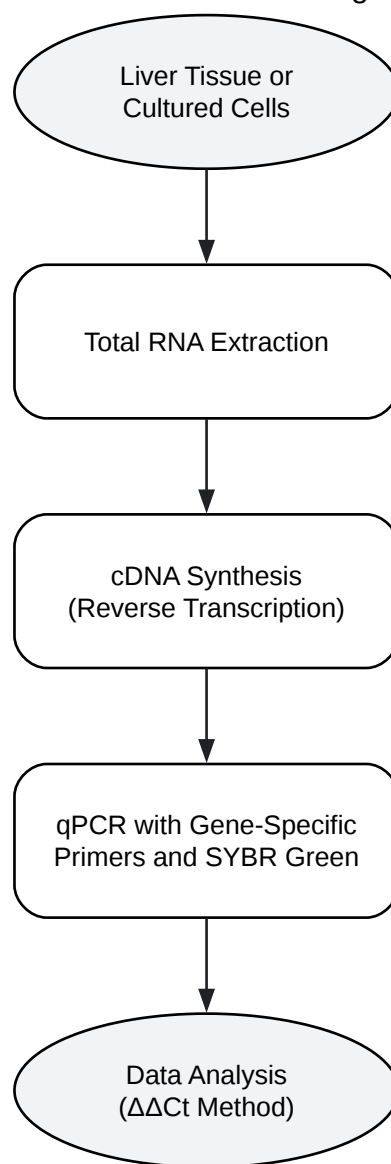 Liver Tissue or
Cultured Cells
Total RNA Extraction
cDNA Synthesis
(Reverse Transcription)
qPCR with Gene-Specific
Primers and SYBR Green
Data Analysis
(ΔΔCt Method)